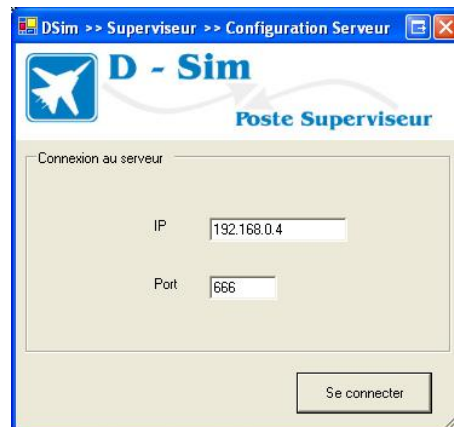 DSim >> Superviseur >> Configuration Serveur
D - Sim
Poste Superviseur
Connexion au serveur
IP 192.168.0.4
Port 666
Se connecter